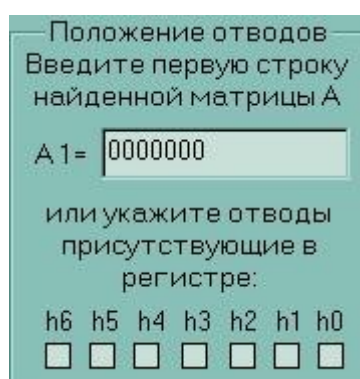 Положение отводов
Введите первую строку
найденной матрицы А
А1= 0000000
или укажите отводы
присутствующие в
регистре:
h6 h5 h4 h3 h2 h1 h0